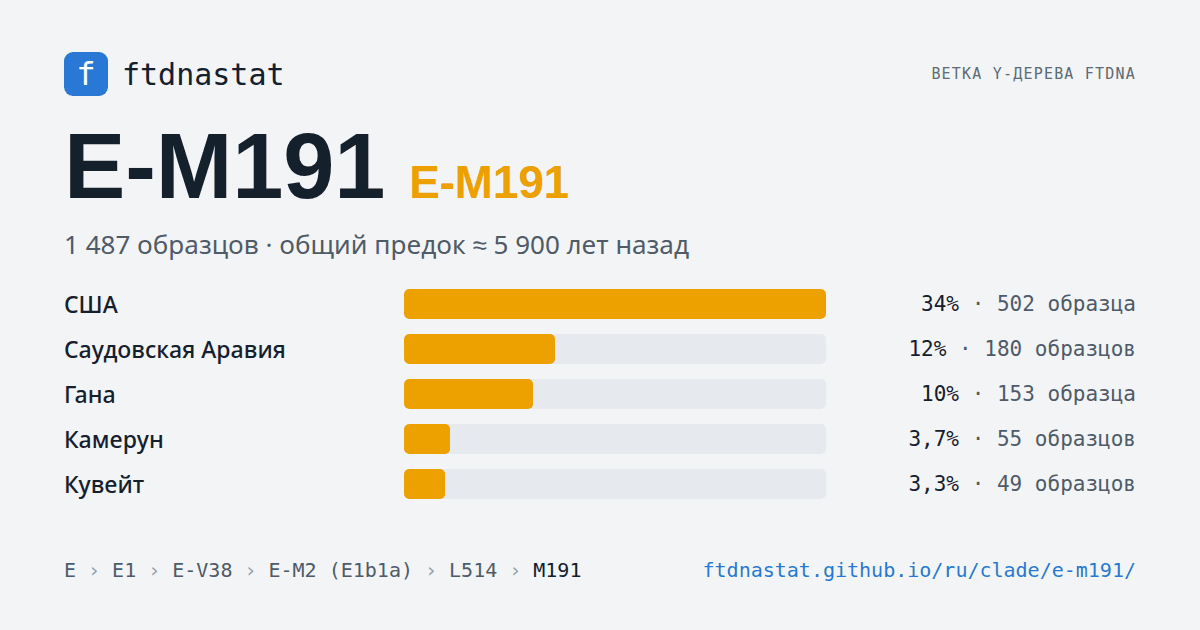 f ftdnastat
ВЕТКА Y-ДЕРЕВА FTDNA
E-M191 E-M191
1 487 образцов · общий предок ≈ 5 900 лет назад
США 34% · 502 образца
Саудовская Аравия 12% · 180 образцов
Гана 10% · 153 образца
Камерун 3,7% · 55 образцов
Кувейт 3,3% · 49 образцов
E › E1 › E-V38 › E-M2 (E1b1a) › L514 › M191
ftdnastat.github.io/ru/clade/e-m191/